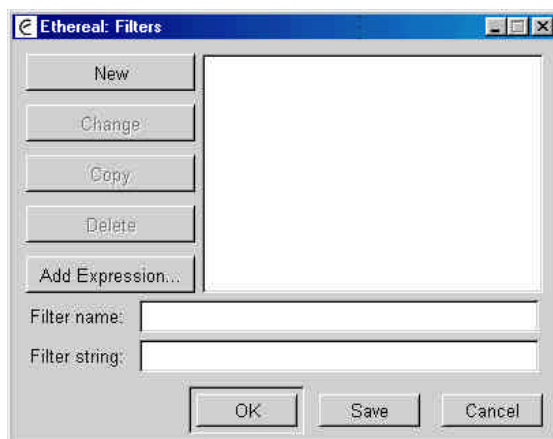 Ethereal: Filters
New
Change
Copy
Delete
Add Expression...
Filter name:
Filter string:
OK Save Cancel